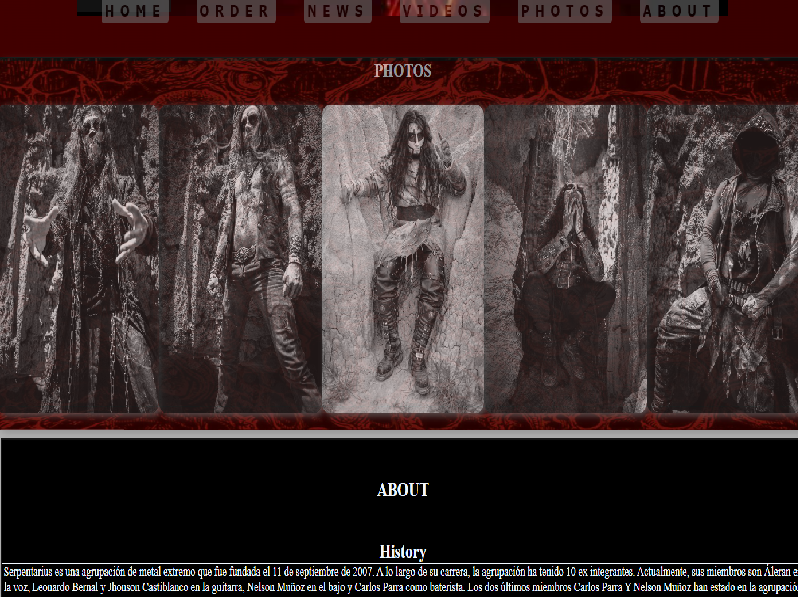 HOME ORDER NEWS VIDEOS PHOTOS ABOUT
PHOTOS
ABOUT
History
Serpentarius es una agrupación de metal extremo que fue fundada el 11 de septiembre de 2007. A lo largo de su carrera, la agrupación ha tenido 10 ex integrantes. Actualmente, sus miembros son Aleran e
la voz, Leonardo Bernal y Jhonson Castiblanco en la guitarra, Nelson Muñoz en el bajo y Carlos Parra como baterista. Los dos últimos miembros Carlos Parra Y Nelson Muñoz han estado en la agrupació